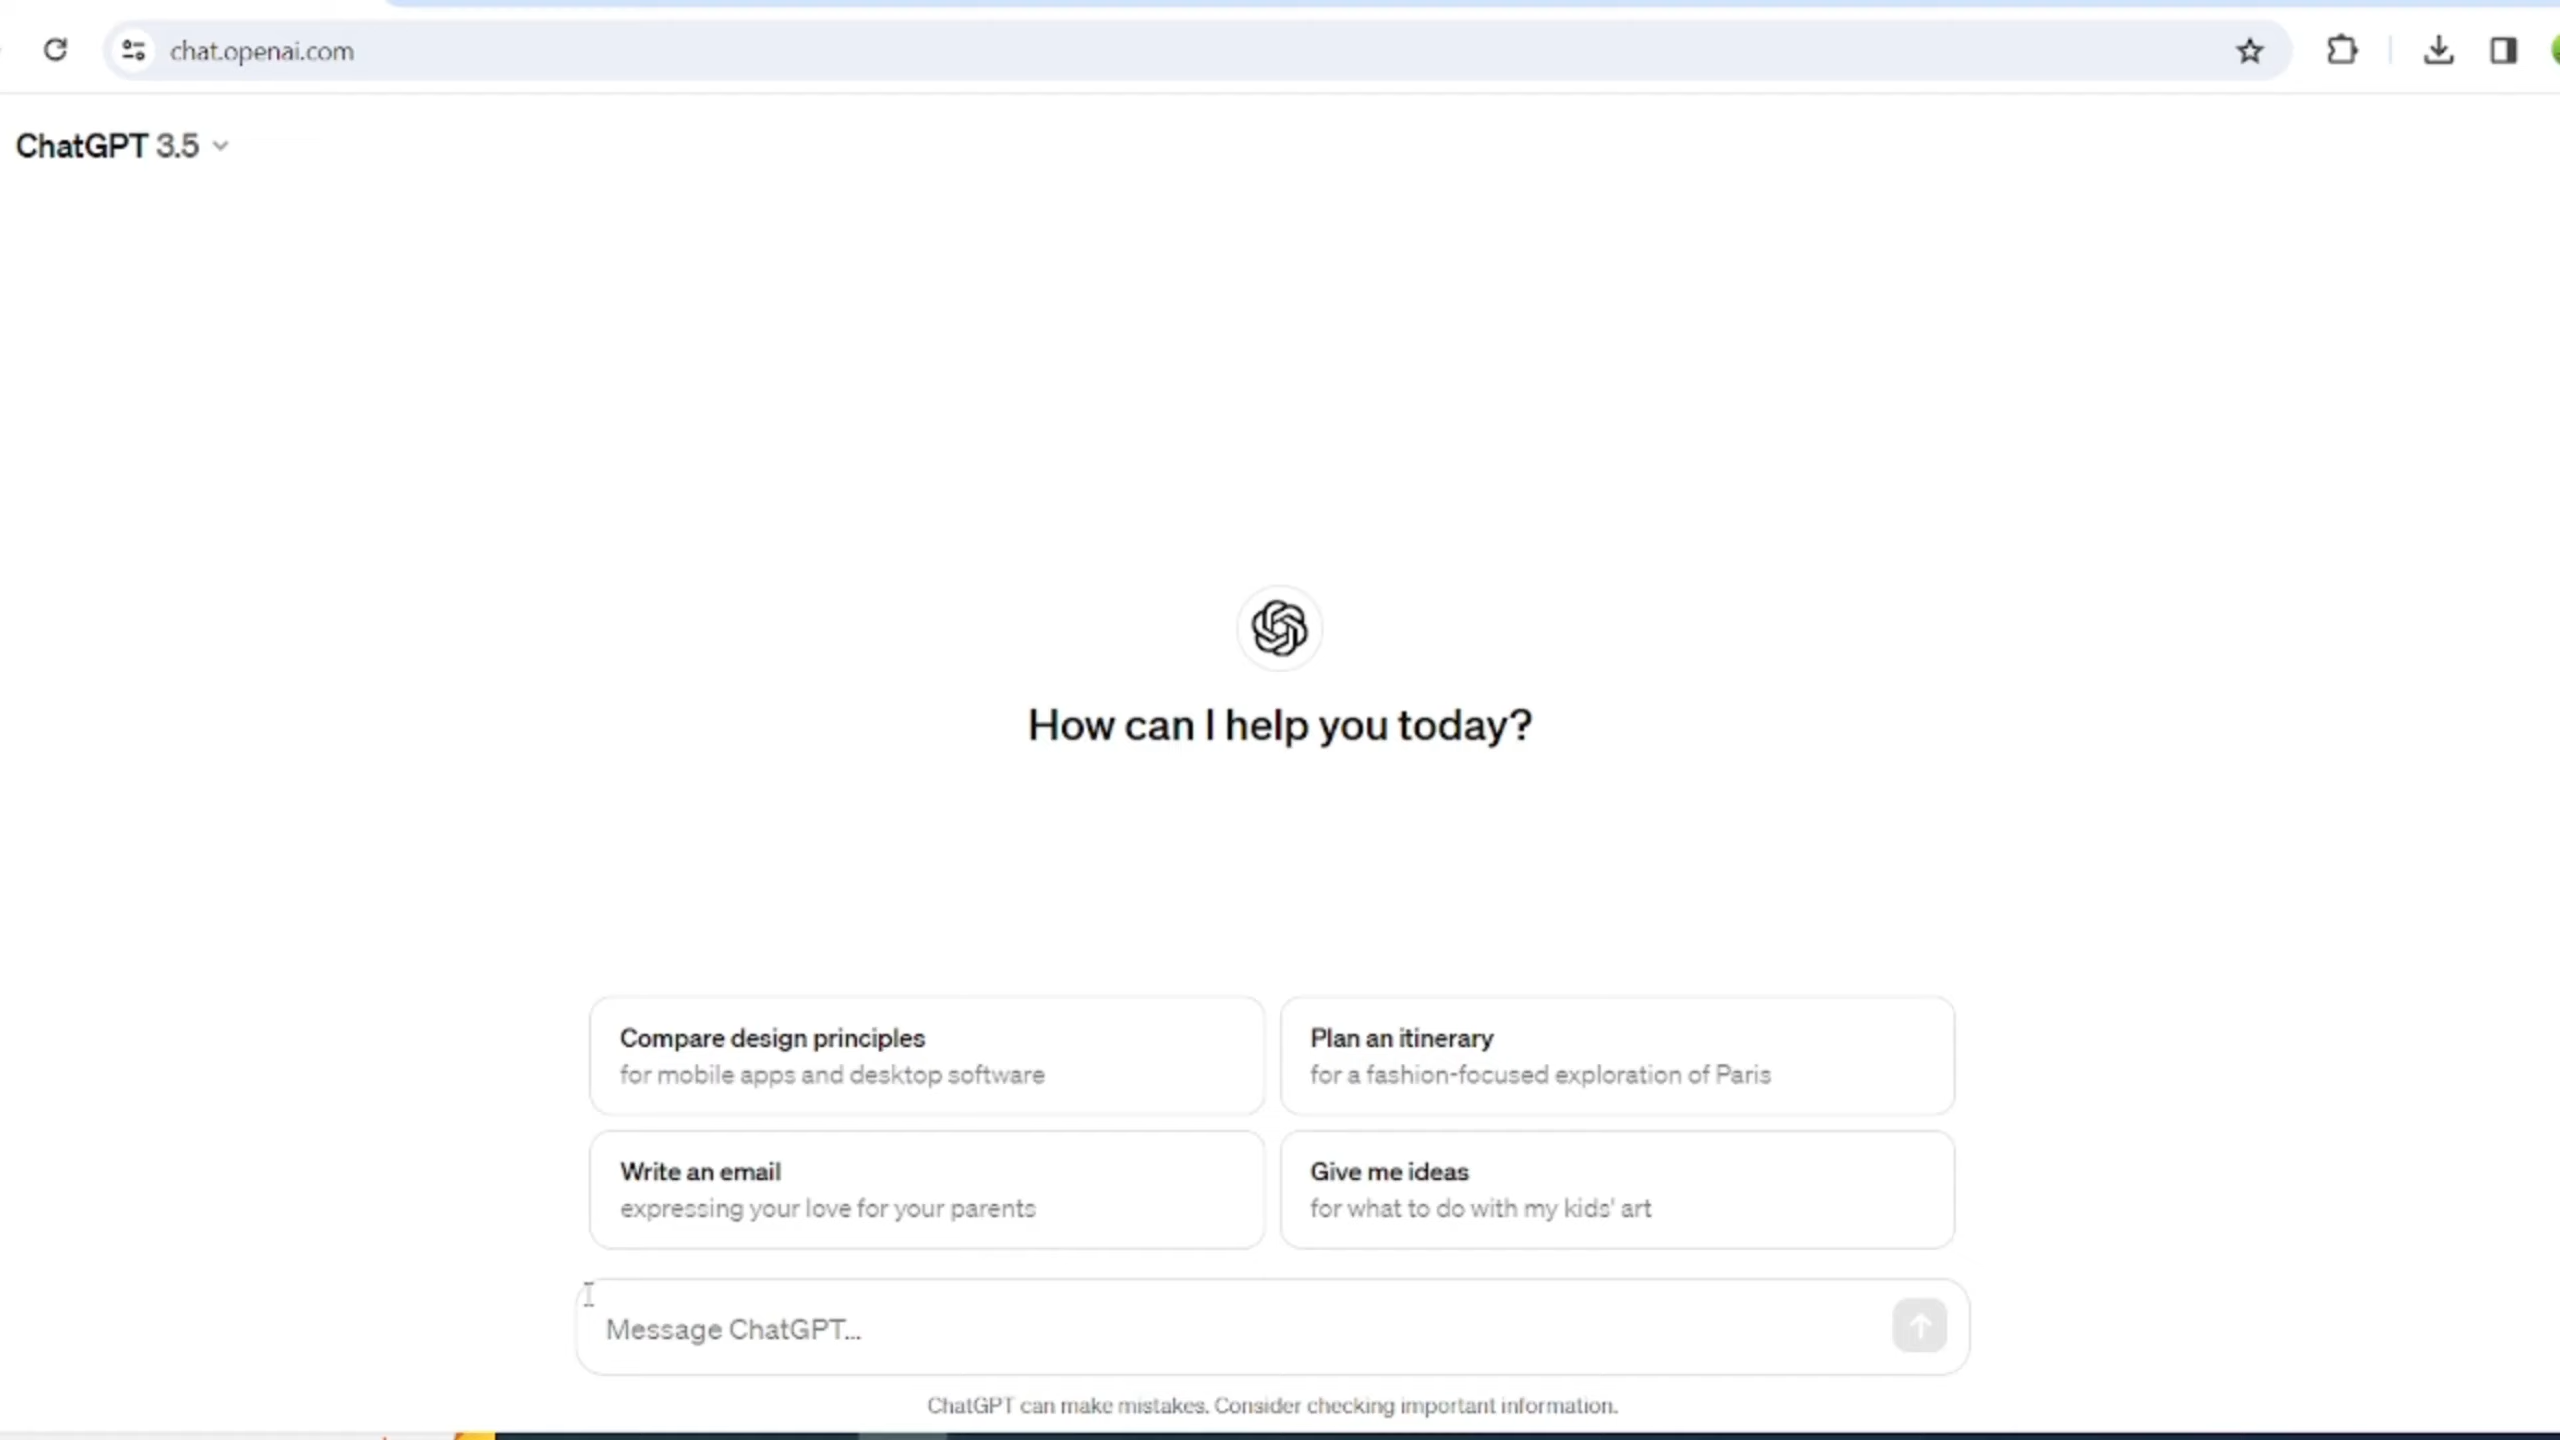 chat.openai.com
ChatGPT 3.5
How can I help you today?
Compare design principles
for mobile apps and desktop software
Plan an itinerary
for a fashion-focused exploration of Paris
Write an email
expressing your love for your parents
Give me ideas
for what to do with my kids' art
Message ChatGPT...
ChatGPT can make mistakes. Consider checking important information.